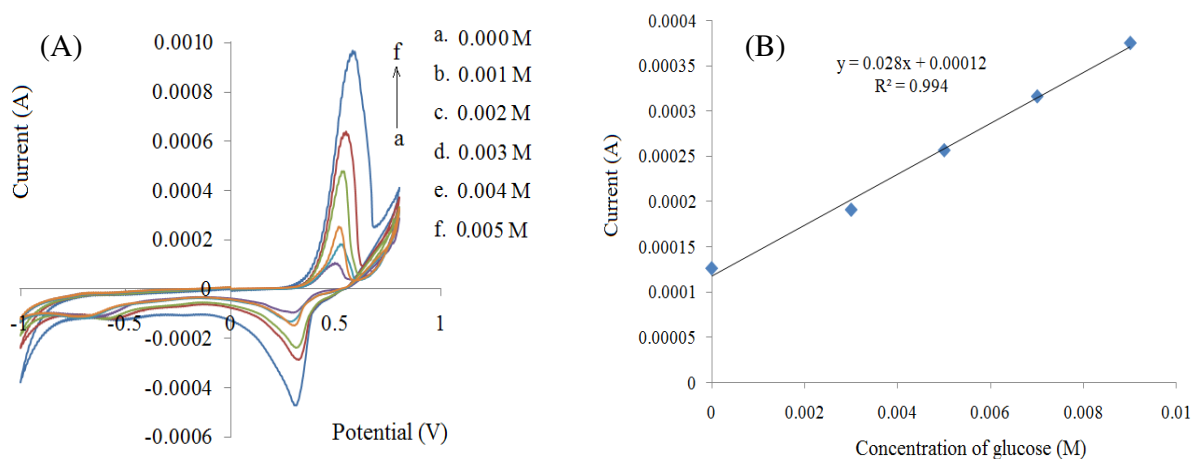 (A)
0.0010
0.0008
0.0006
0.0004
0.0002
0
-0.0002
-0.0004
-0.0006
-1
-0.5
0
0.5
1
Current (A)
Potential (V)
f
a
a. 0.000 M
b. 0.001 M
c. 0.002 M
d. 0.003 M
e. 0.004 M
f. 0.005 M
(B)
0.0004
0.00035
0.0003
0.00025
0.0002
0.00015
0.0001
0.00005
0
y = 0.028x + 0.00012
R² = 0.994
Current (A)
0
0.002
0.004
0.006
0.008
0.01
Concentration of glucose (M)